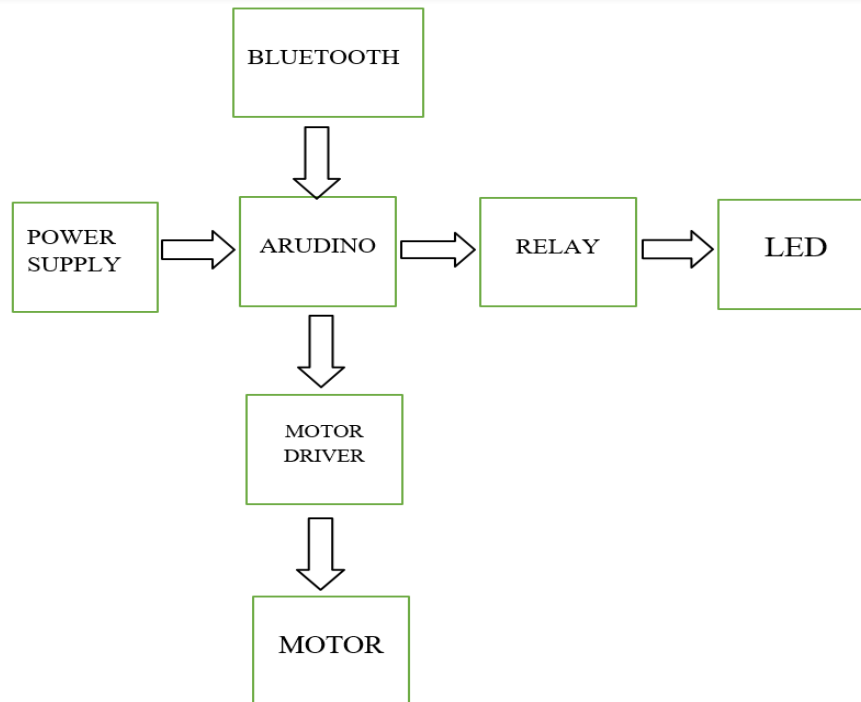 BLUETOOTH
POWER
SUPPLY
ARUDINO
RELAY
LED
MOTOR
DRIVER
MOTOR